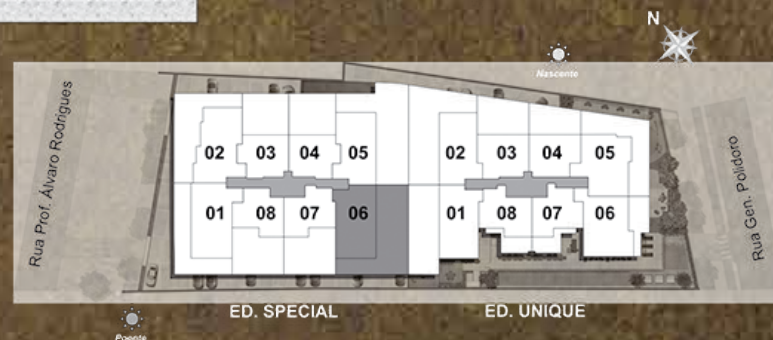 N
Nascente
Rua Prof. Álvaro Rodrigues
02 03 04 05 02 03 04 05
01 08 07 06 01 08 07 06
Rua Gen. Polidoro
ED. SPECIAL ED. UNIQUE
Poente